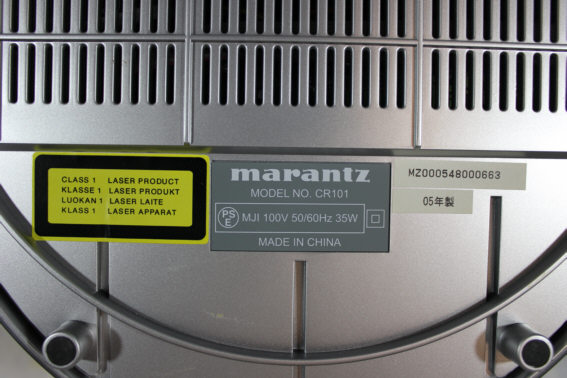 CLASS 1 LASER PRODUCT
KLASSE 1 LASER PRODUKT
LUOKAN 1 LASER LAITE
KLASS 1 LASER APPARAT
marantz
MODEL NO. CR101
PS E MJI 100V 50/60Hz 35W
MADE IN CHINA
MZ000548000663
05年製